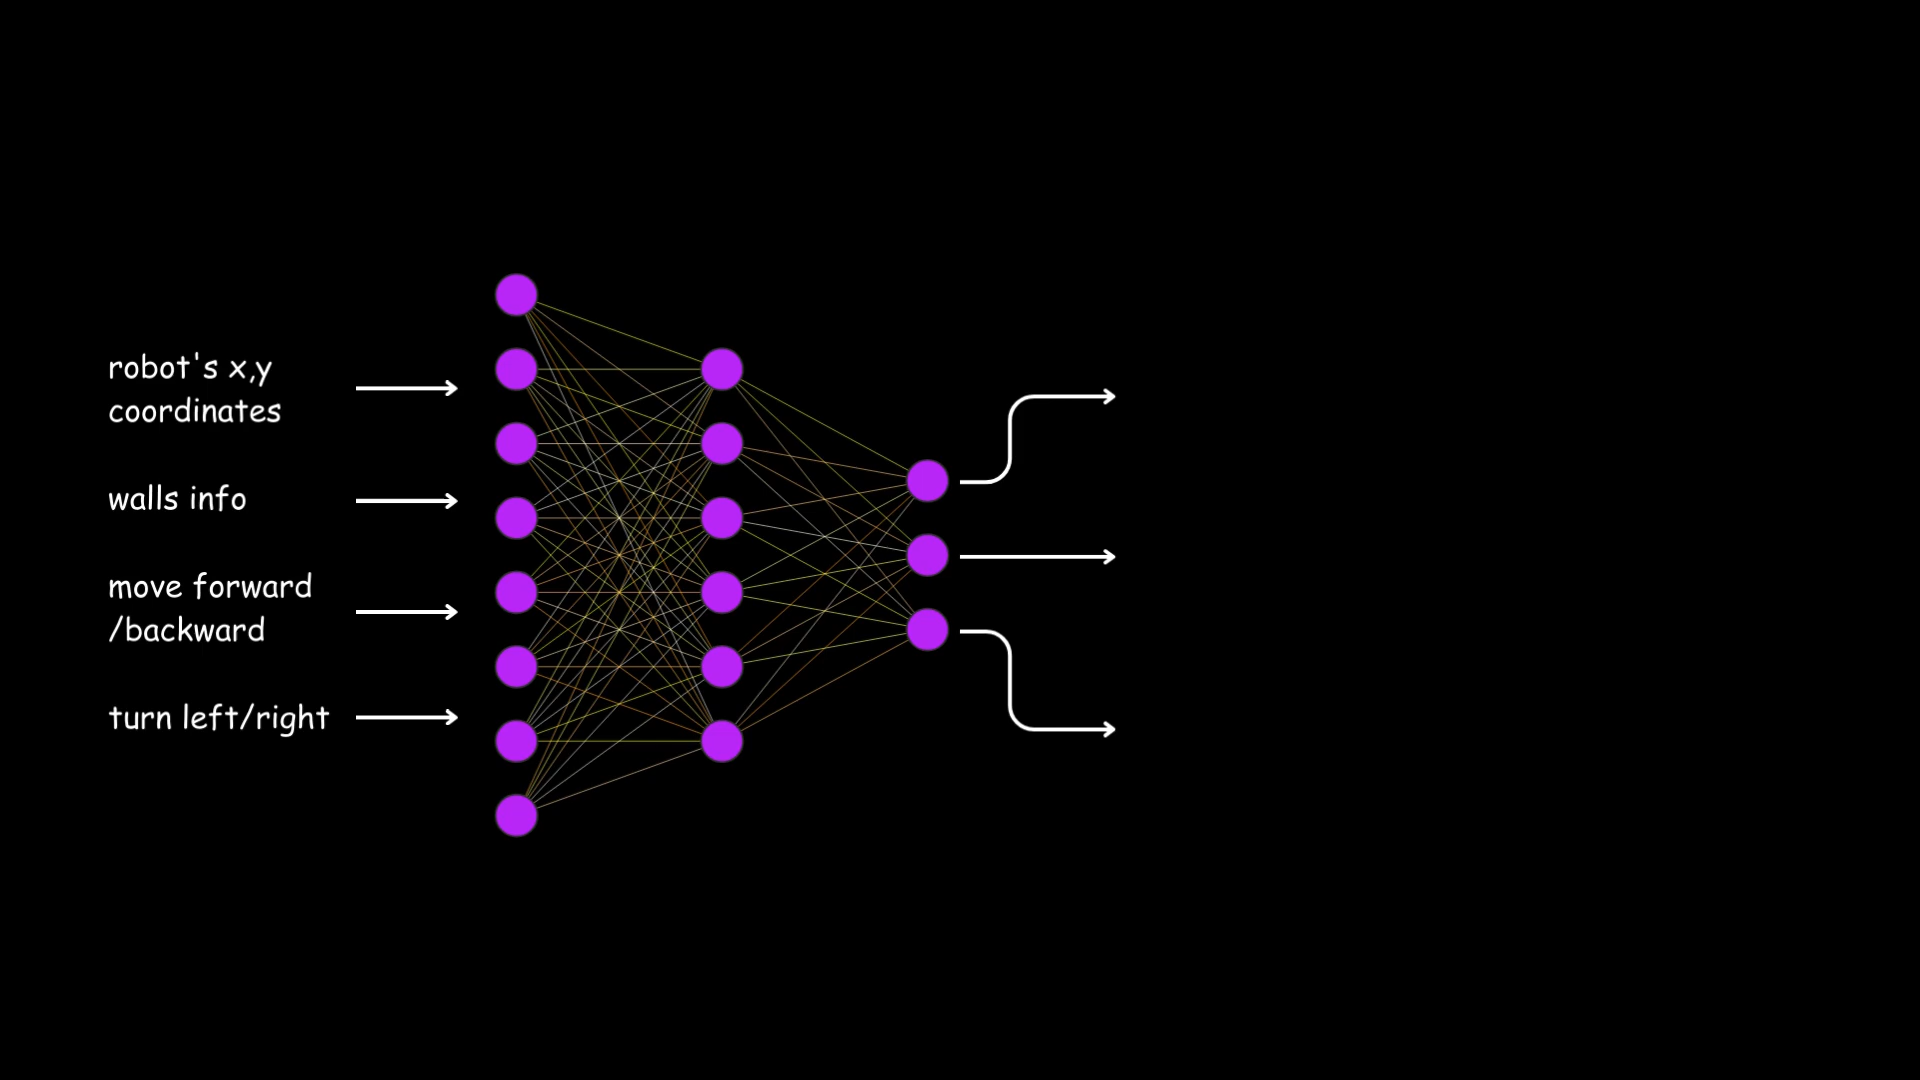 robot's x,y
coordinates
walls info
move forward
/backward
turn left/right